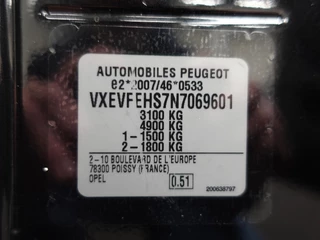 AUTOMOBILES PEUGEOT
e2*2007/46*0533
VXEVFEHS7N7069601
3100 KG
4900 KG
1-1500 KG
2-1800 KG
2-10 BOULEVARD DE L'EUROPE
78300 POISSY (FRANCE)
OPEL
0.51
200638797